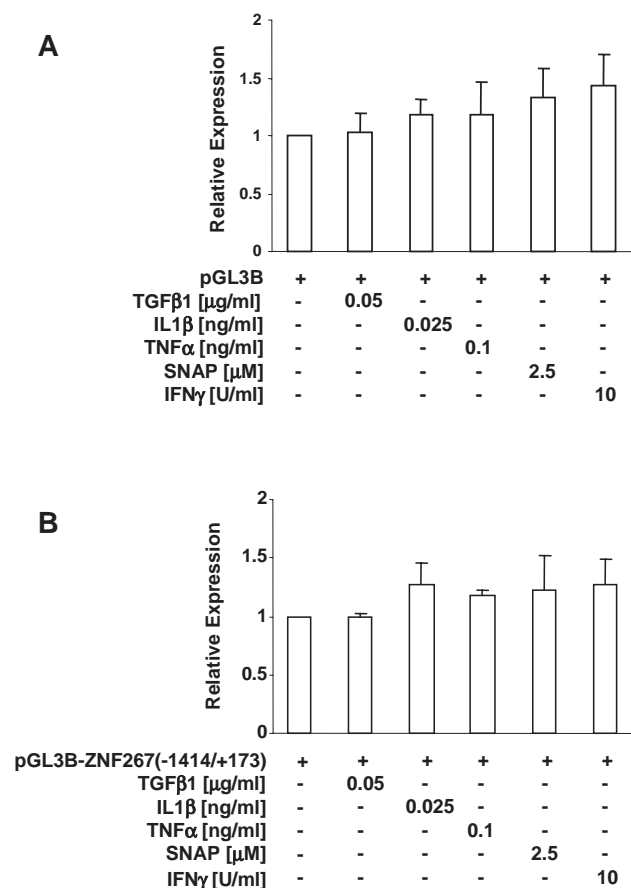 A
Relative Expression
2
1.5
1
0.5
0
pGL3B + + + + + +
TGFβ1 [μg/ml] - 0.05 - - - -
IL1β [ng/ml] - - 0.025 - - -
TNFα [ng/ml] - - - 0.1 - -
SNAP [μM] - - - - 2.5 -
IFNγ [U/ml] - - - - - 10
B
Relative Expression
2
1.5
1
0.5
0
pGL3B-ZNF267(-1414/+173) + + + + + +
TGFβ1 [μg/ml] - 0.05 - - - -
IL1β [ng/ml] - - 0.025 - - -
TNFα [ng/ml] - - - 0.1 - -
SNAP [μM] - - - - 2.5 -
IFNγ [U/ml] - - - - - 10